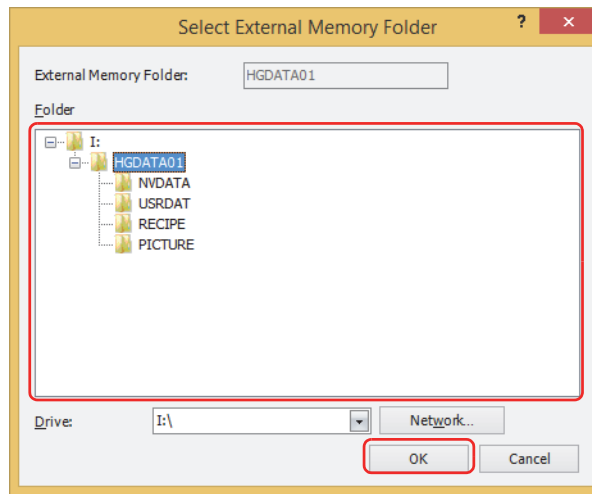 Select External Memory Folder ? ×
External Memory Folder: HGDATA01
Folder
I:
HGDATA01
NVDATA
USRDAT
RECIPE
PICTURE
Drive: I:\ Network...
OK Cancel